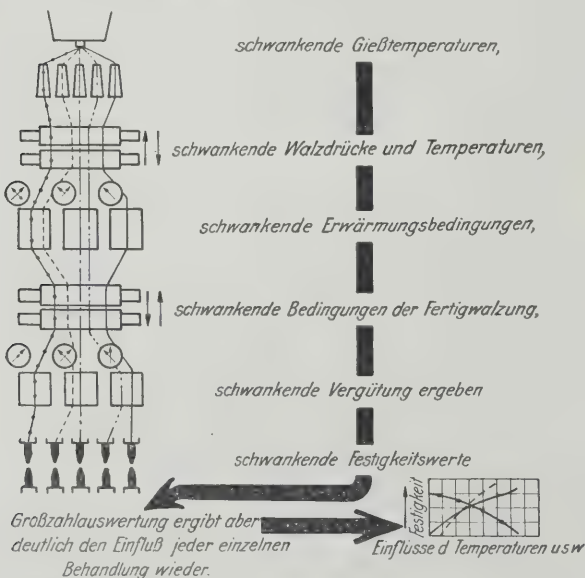 schwankende Gießtemperaturen,
schwankende Walzdrücke und Temperaturen,
schwankende Erwärmungsbedingungen,
schwankende Bedingungen der Fertigwalzung,
schwankende Vergütung ergeben
schwankende Festigkeitswerte
Großzahlauswertung ergibt aber
deutlich den Einfluß jeder einzelnen
Behandlung wieder.
Festigkeit
Einflüsse d Temperaturen usw